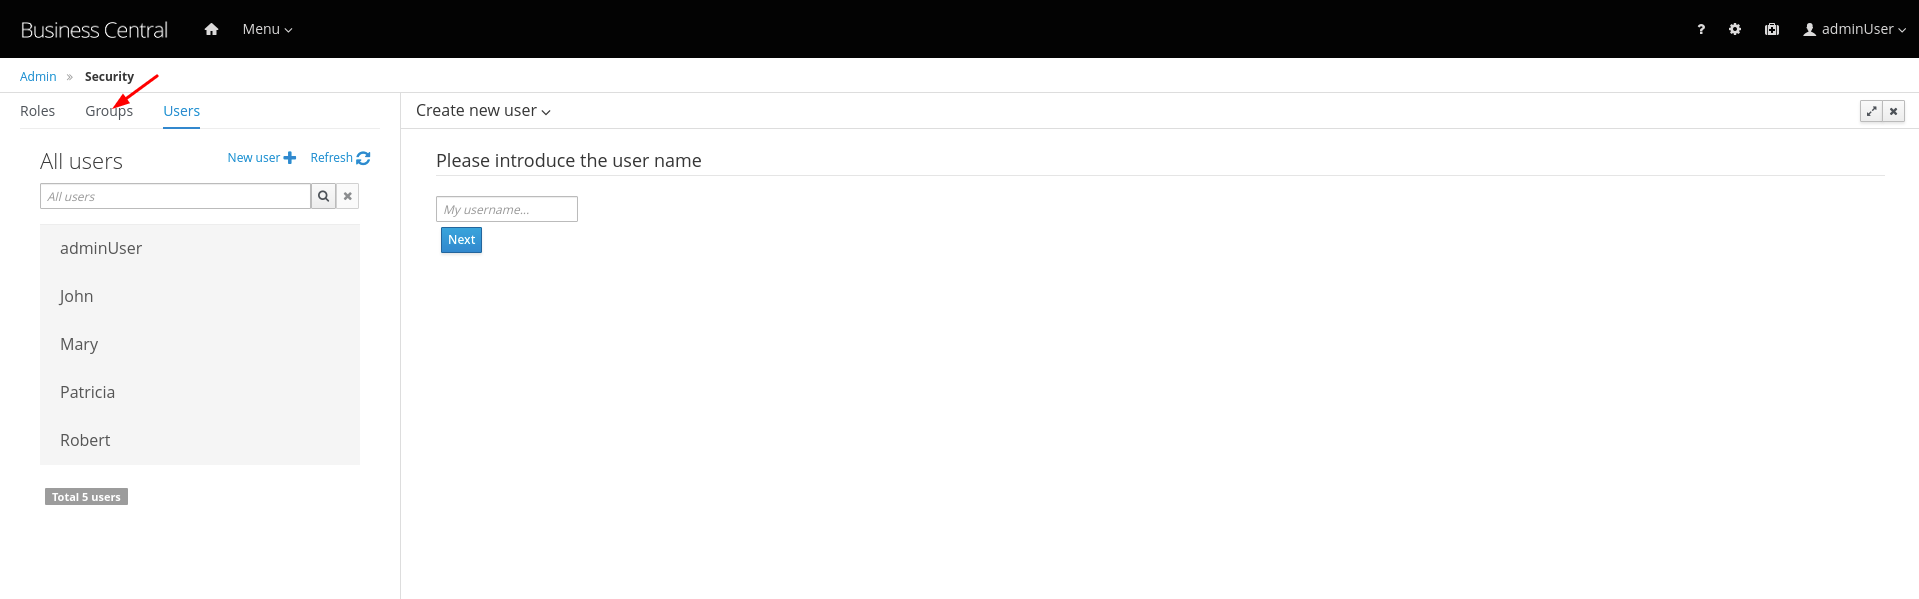 Business Central
Menu
?
adminUser
Admin » Security
Roles Groups Users
All users
New user Refresh
All users
adminUser
John
Mary
Patricia
Robert
Total 5 users
Create new user
Please introduce the user name
My username...
Next